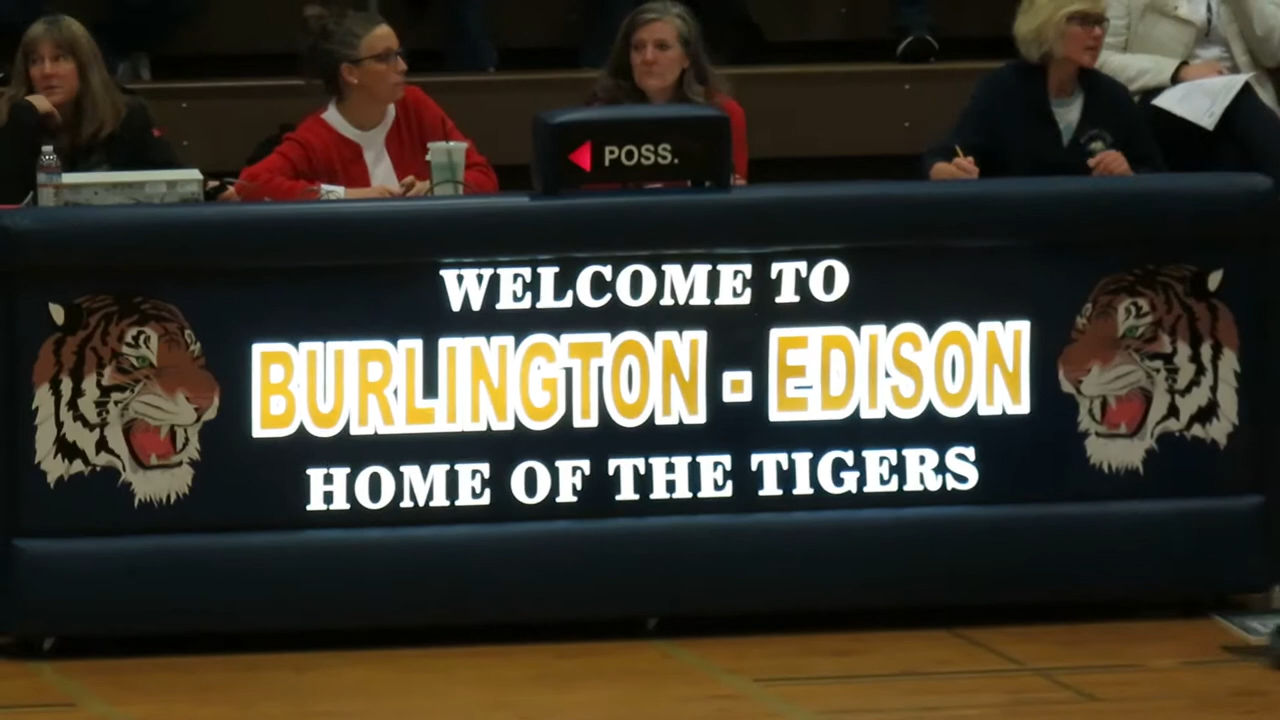 POSS.
WELCOME TO
BURLINGTON - EDISON
HOME OF THE TIGERS